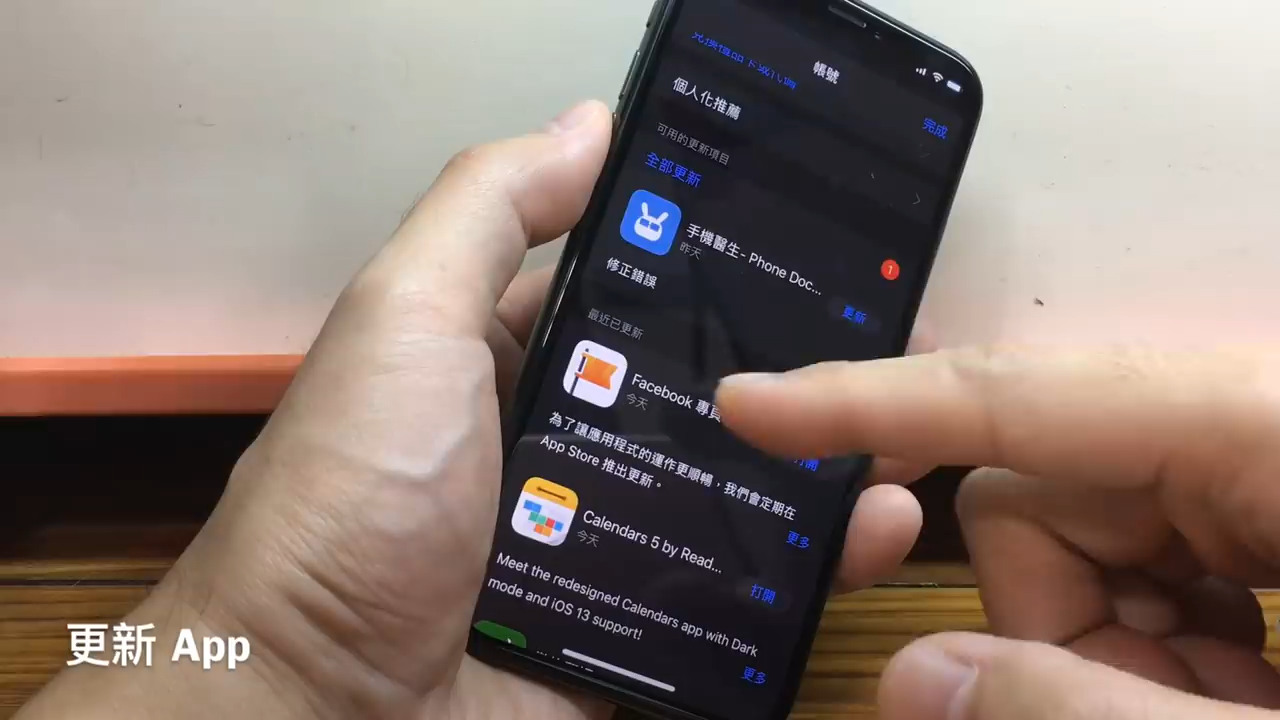 帳號
完成
個人化推薦
可用的更新項目
全部更新
手機醫生- Phone Doc...
昨天
1
更新
修正錯誤
最近已更新
Facebook 專頁
今天
打開
為了讓應用程式的運作更順暢，我們會定期在
App Store 推出更新。
更多
Calendars 5 by Read...
今天
打開
Meet the redesigned Calendars app with Dark
mode and iOS 13 support!
更多
更新 App